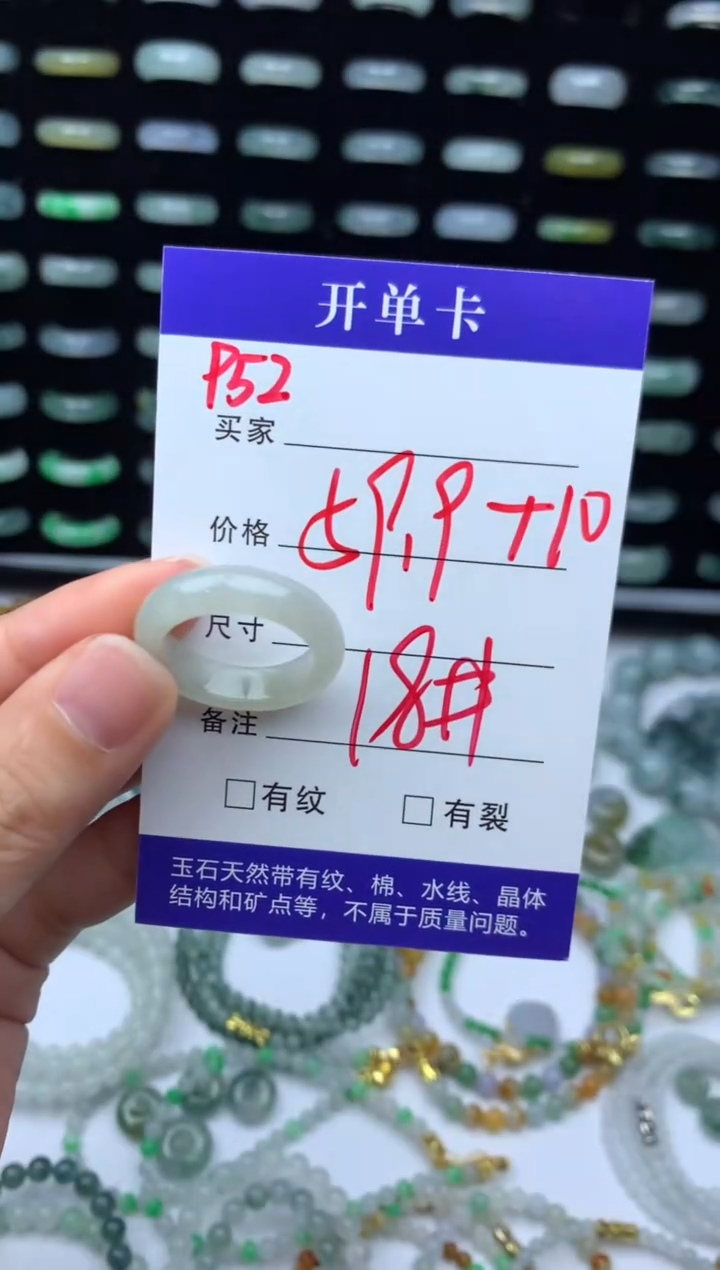 开单卡
P52
买家
价格 59.9+10
尺寸
18#
备注
□有纹 □有裂
玉石天然带有纹、棉、水线、晶体
结构和矿点等，不属于质量问题。